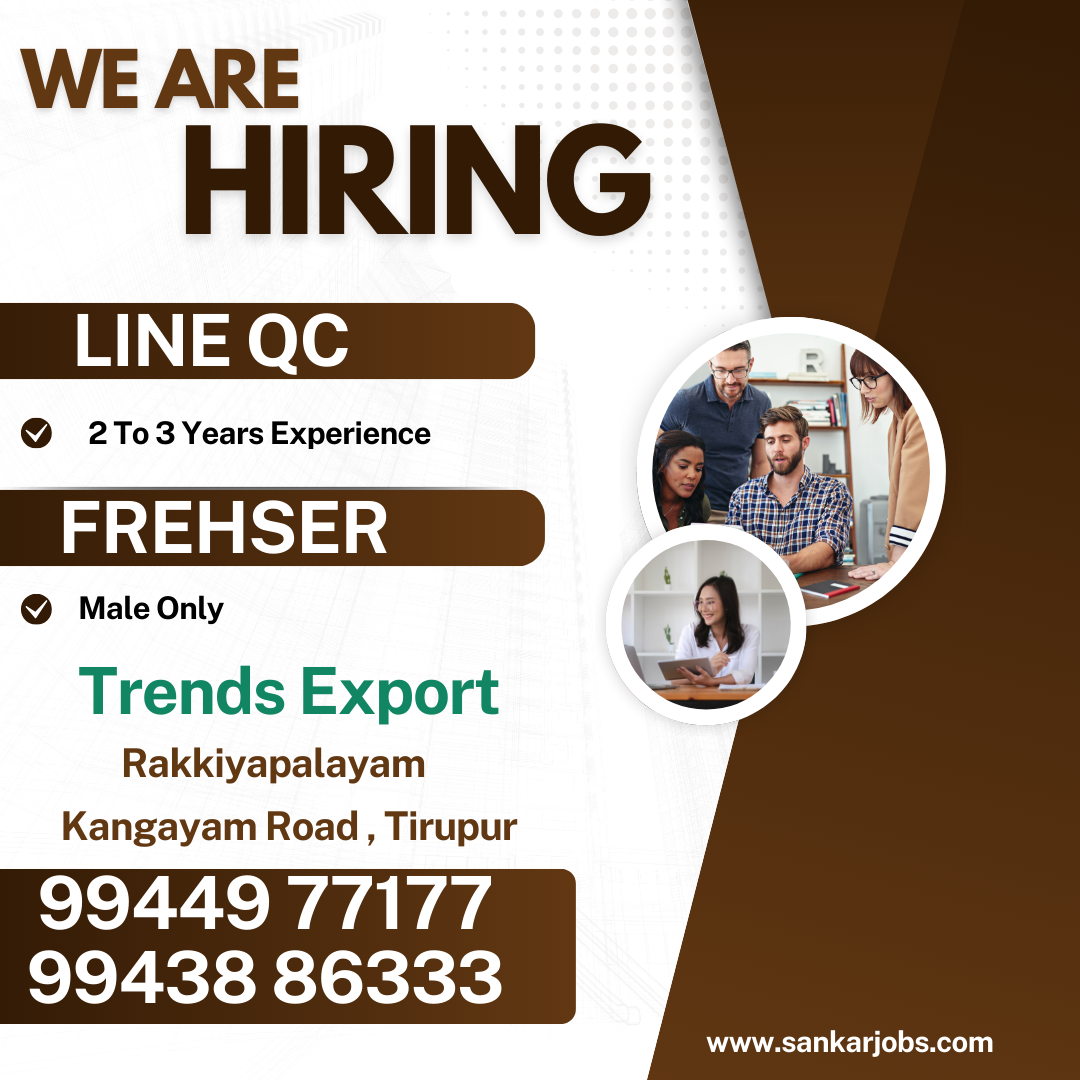 WE ARE
HIRING
LINE QC
2 To 3 Years Experience
FREHSER
Male Only
Trends Export
Rakkiyapalayam
Kangayam Road , Tirupur
99449 77177
99438 86333
www.sankarjobs.com